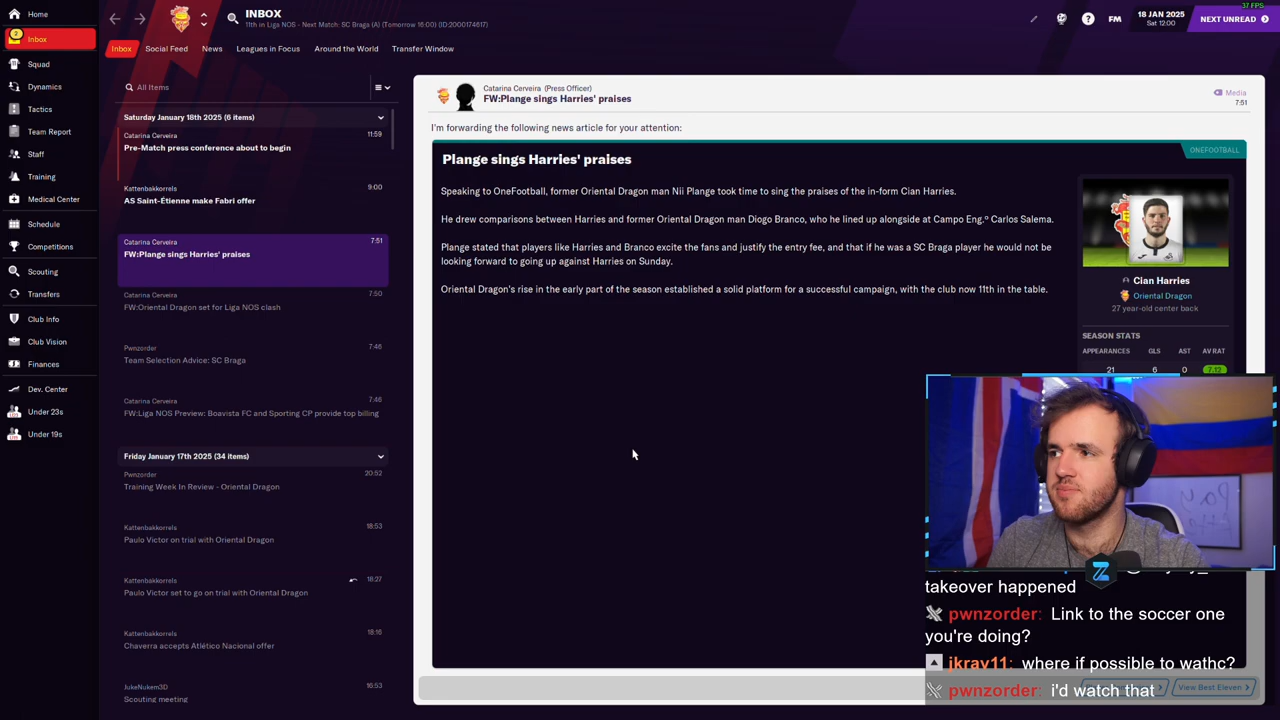 37 FPS
Home
INBOX
11th in Liga NOS - Next Match: SC Braga (A) (Tomorrow 16:00) (ID:2000174617)
FM
18 JAN 2025
Sat 12:00
NEXT UNREAD
2
Inbox
Squad
Dynamics
Tactics
Team Report
Staff
Training
Medical Center
Schedule
Competitions
Scouting
Transfers
Club Info
Club Vision
Finances
Dev. Center
Under 23s
Under 19s
Inbox
Social Feed
News
Leagues in Focus
Around the World
Transfer Window
All Items
Saturday January 18th 2025 (6 items)
Catarina Cerveira 11:59
Pre-Match press conference about to begin
Kattenbakkorrels 9:00
AS Saint-Étienne make Fabri offer
Catarina Cerveira 7:51
FW:Plange sings Harries' praises
Catarina Cerveira 7:50
FW:Oriental Dragon set for Liga NOS clash
Pwnzorder 7:46
Team Selection Advice: SC Braga
Catarina Cerveira 7:46
FW:Liga NOS Preview: Boavista FC and Sporting CP provide top billing
Friday January 17th 2025 (34 items)
Pwnzorder 20:52
Training Week In Review - Oriental Dragon
Kattenbakkorrels 18:53
Paulo Victor on trial with Oriental Dragon
Kattenbakkorrels 18:27
Paulo Victor set to go on trial with Oriental Dragon
Kattenbakkorrels 18:16
Chaverra accepts Atlético Nacional offer
JukeNukem3D 16:53
Scouting meeting
Catarina Cerveira (Press Officer)
FW:Plange sings Harries' praises
Media
7:51
I'm forwarding the following news article for your attention:
Plange sings Harries' praises
ONEFOOTBALL
Speaking to OneFootball, former Oriental Dragon man Nii Plange took time to sing the praises of the in-form Cian Harries.
He drew comparisons between Harries and former Oriental Dragon man Diogo Branco, who he lined up alongside at Campo Eng.º Carlos Salema.
Plange stated that players like Harries and Branco excite the fans and justify the entry fee, and that if he was a SC Braga player he would not be
looking forward to going up against Harries on Sunday.
Oriental Dragon's rise in the early part of the season established a solid platform for a successful campaign, with the club now 11th in the table.
Cian Harries
Oriental Dragon
27 year-old center back
SEASON STATS
APPEARANCES GLS AST AV RAT
21 6 0 7.12
takeover happened
pwnzorder: Link to the soccer one
you're doing?
jkray11: where if possible to wathc?
pwnzorder: i'd watch that
View Best Eleven